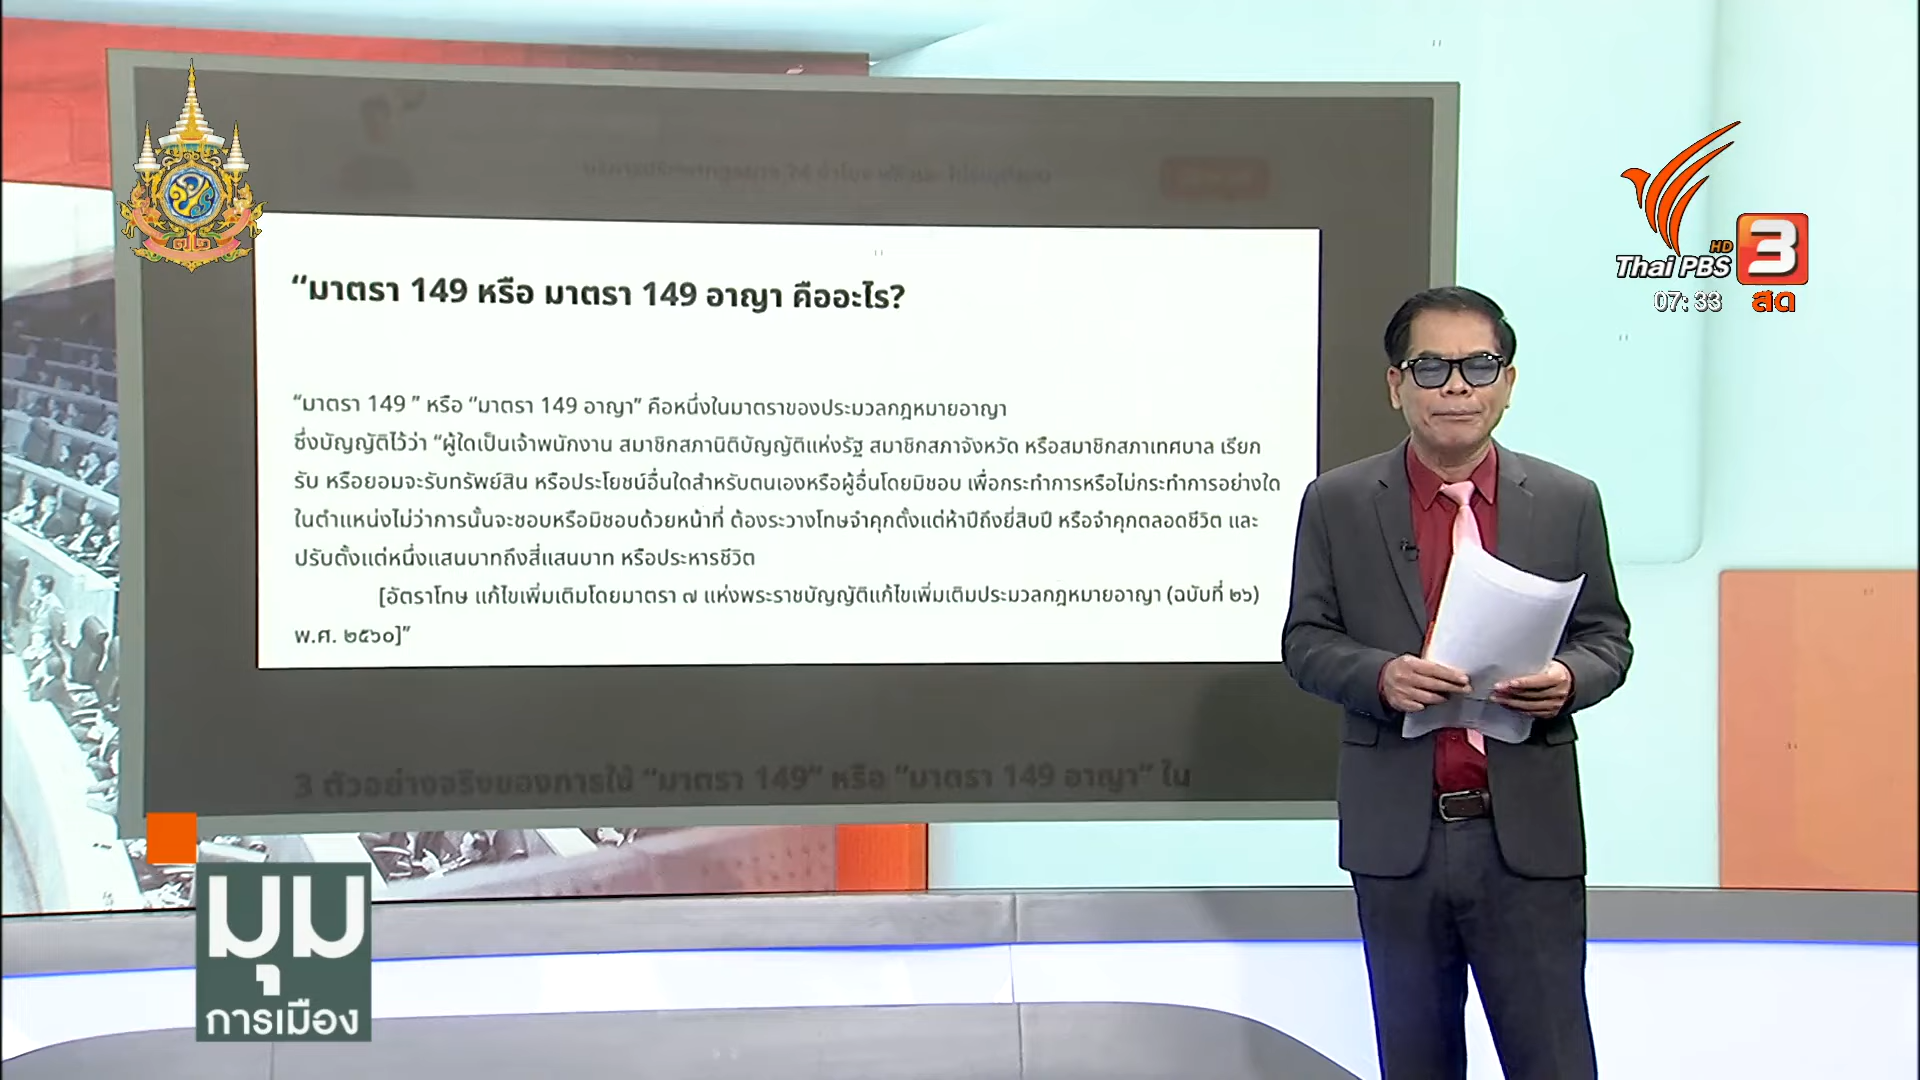 “มาตรา 149 หรือ มาตรา 149 อาญา คืออะไร?
“มาตรา 149 ” หรือ “มาตรา 149 อาญา” คือหนึ่งในมาตราของประมวลกฎหมายอาญา
ซึ่งบัญญัติไว้ว่า “ผู้ใดเป็นเจ้าพนักงาน สมาชิกสภานิติบัญญัติแห่งรัฐ สมาชิกสภาจังหวัด หรือสมาชิกสภาเทศบาล เรียก
รับ หรือยอมจะรับทรัพย์สิน หรือประโยชน์อื่นใดสำหรับตนเองหรือผู้อื่นโดยมิชอบ เพื่อกระทำการหรือไม่กระทำการอย่างใด
ในตำแหน่งไม่ว่าการนั้นจะชอบหรือมิชอบด้วยหน้าที่ ต้องระวางโทษจำคุกตั้งแต่ห้าปีถึงยี่สิบปี หรือจำคุกตลอดชีวิต และ
ปรับตั้งแต่หนึ่งแสนบาทถึงสี่แสนบาท หรือประหารชีวิต
[อัตราโทษ แก้ไขเพิ่มเติมโดยมาตรา ๗ แห่งพระราชบัญญัติแก้ไขเพิ่มเติมประมวลกฎหมายอาญา (ฉบับที่ ๒๖)
พ.ศ. ๒๕๖๐]”
3 ตัวอย่างจริงของการใช้ “มาตรา 149” หรือ “มาตรา 149 อาญา” ใน
๗๒
HD
Thai PBS 3
07:33 สด
มุม
การเมือง